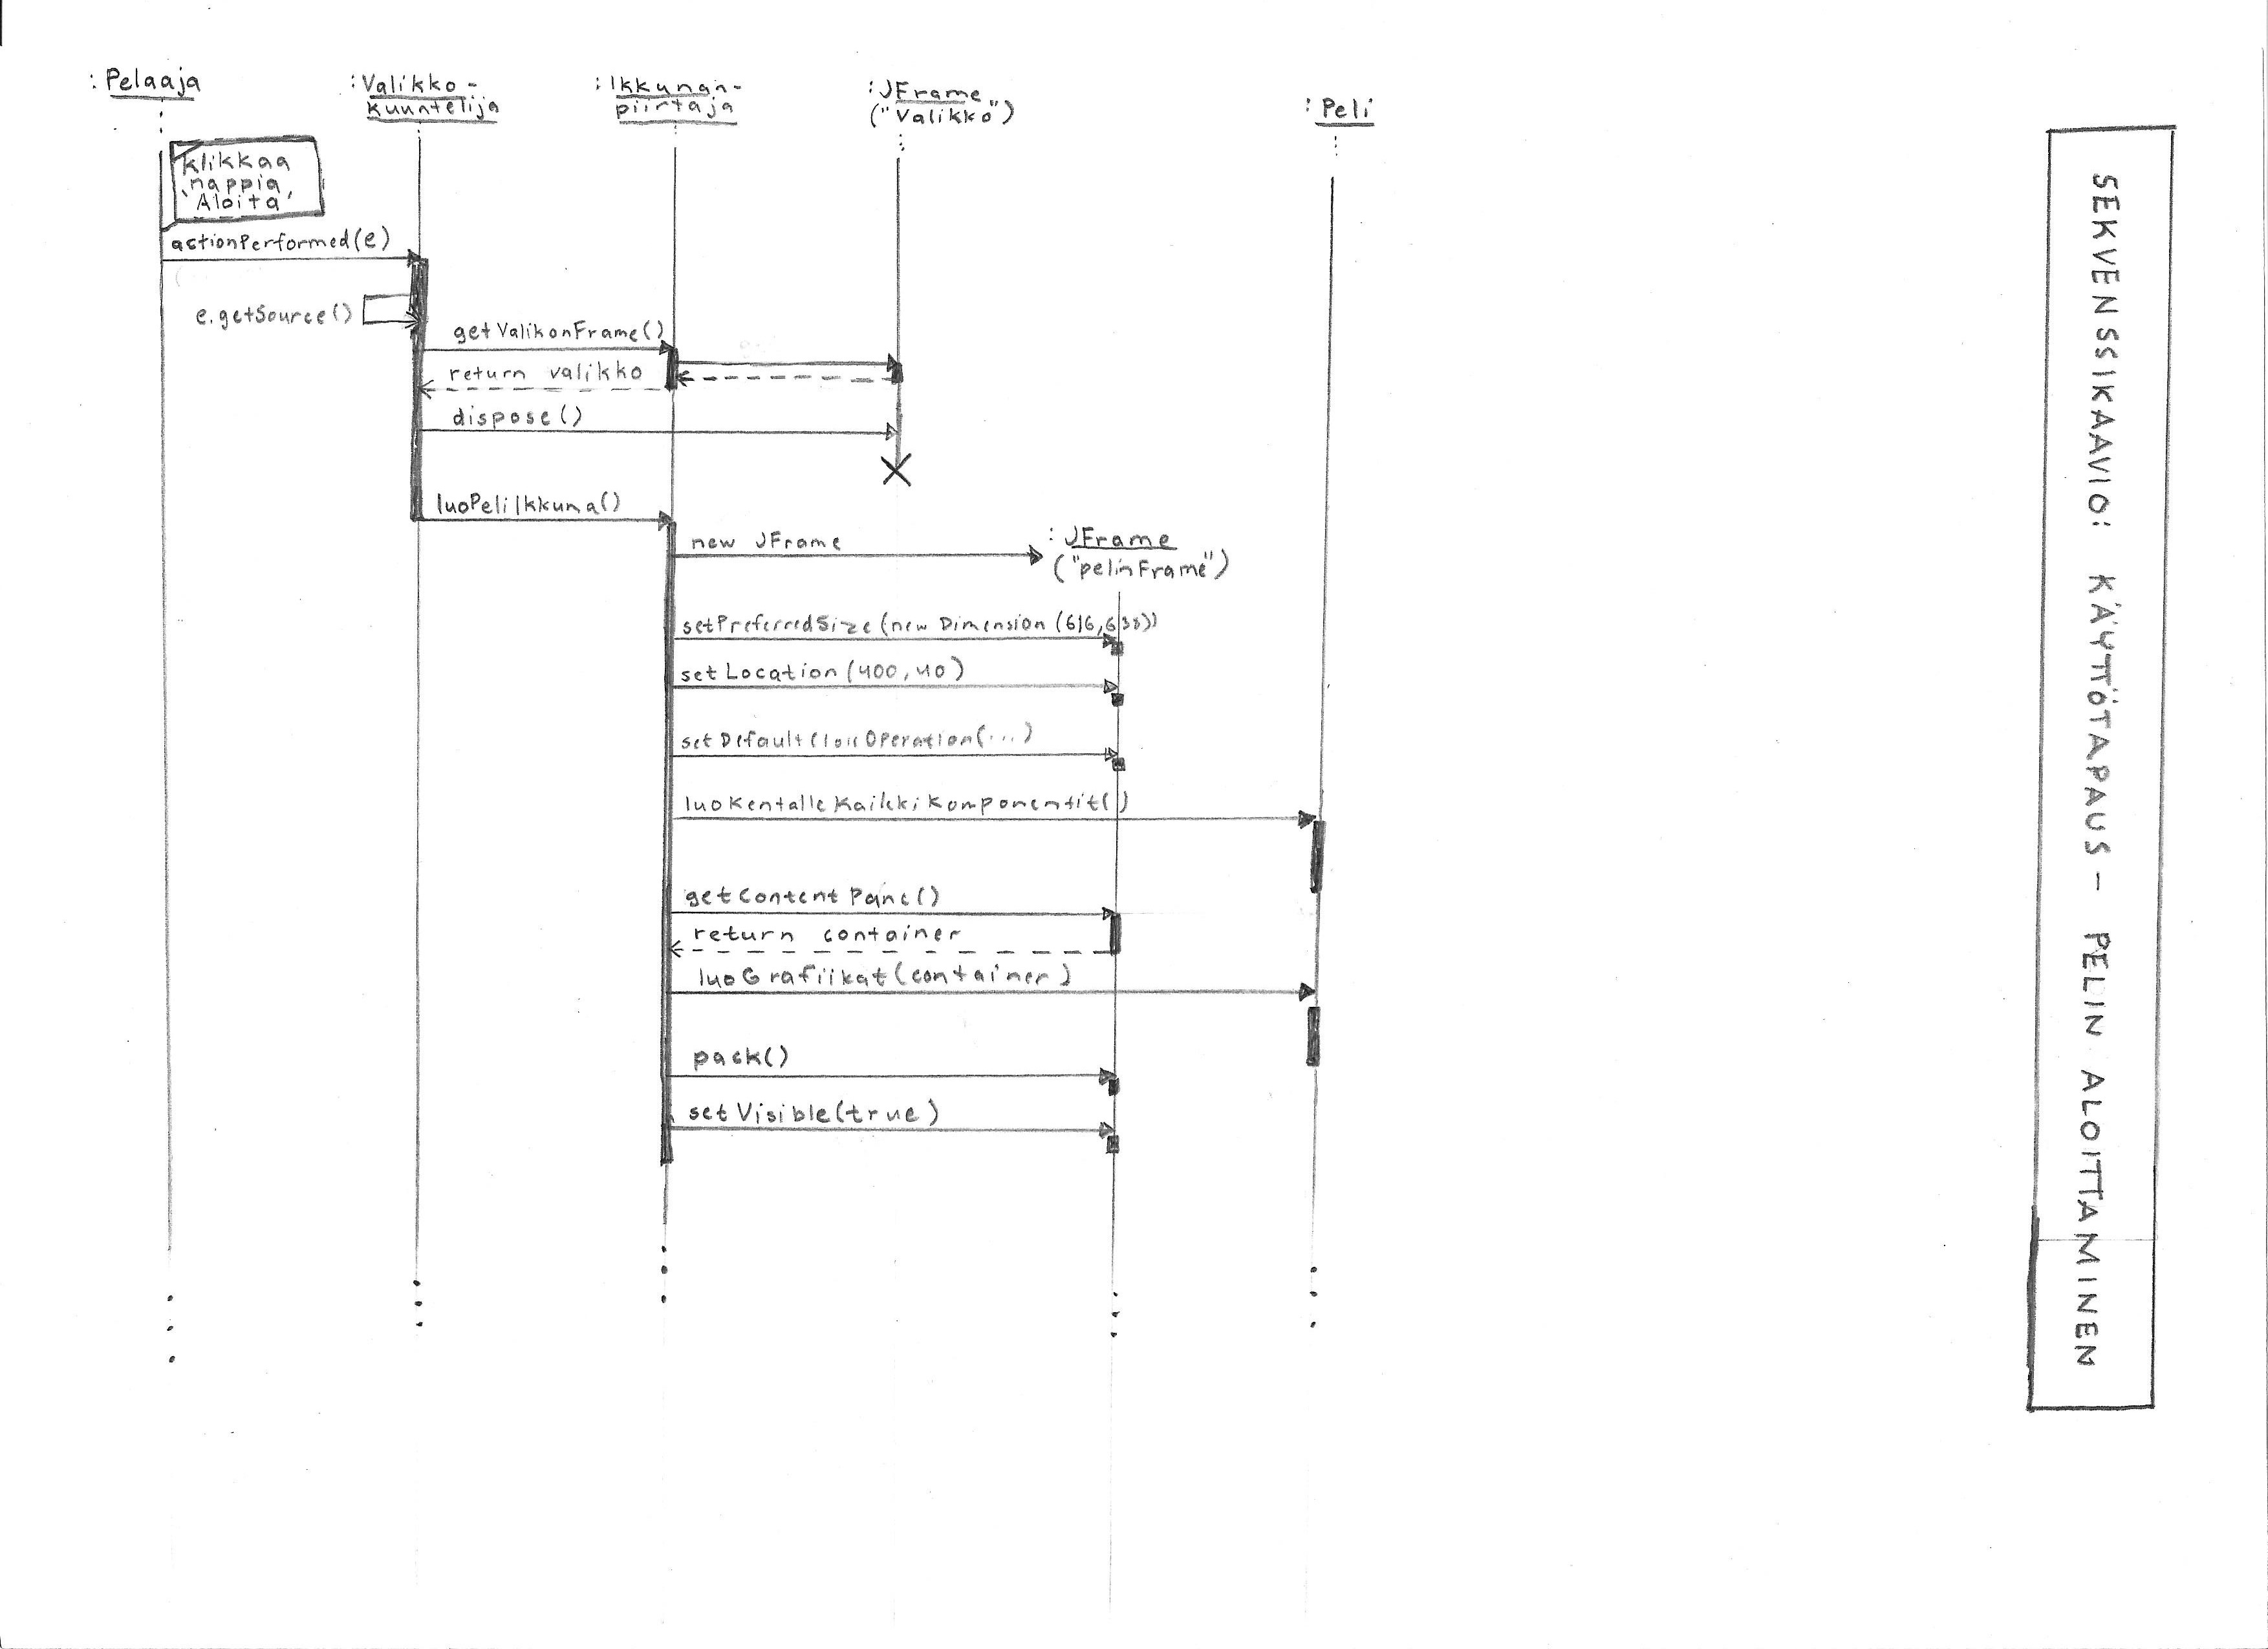 :Pelaaja
:Valikko-
kuuntelija
:Ikkunan-
piirtaja
:JFrame
("Valikko")
:Peli
Klikkaa
nappia
'Aloita'
actionPerformed(e)
e.getSource()
getValikonFrame()
return valikko
dispose()
luoPeliIkkuna()
new JFrame
:JFrame
("pelinFrame")
setPreferredSize(new Dimension(616,638))
setLocation(400,40)
setDefaultCloseOperation(...)
luoKentalleKaikkiKomponentit()
getContentPane()
return container
luoGrafiikat(container)
pack()
setVisible(true)
SEKVENSSIKAAVIO: KÄYTTÖTAPAUS - PELIN ALOITTAMINEN